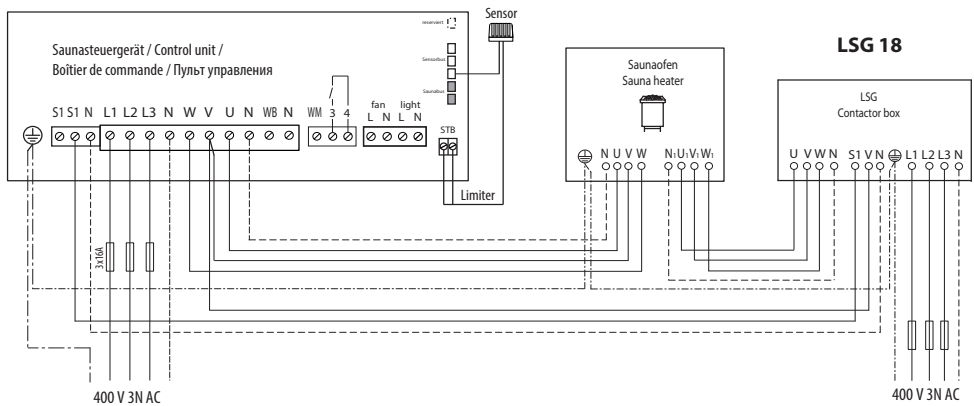 Saunasteuergerät / Control unit /
Boîtier de commande / Пульт управления
reserviert
Sensorbus
Saunabus
Sensor
S1 S1 N L1 L2 L3 N W V U N WB N
WM 3 4
fan light
L N L N
STB
Limiter
3x16A
400 V 3N AC
Saunaofen
Sauna heater
N U V W N1 U1 V1 W1
LSG 18
LSG
Contactor box
U V W N S1 V N L1 L2 L3 N
400 V 3N AC